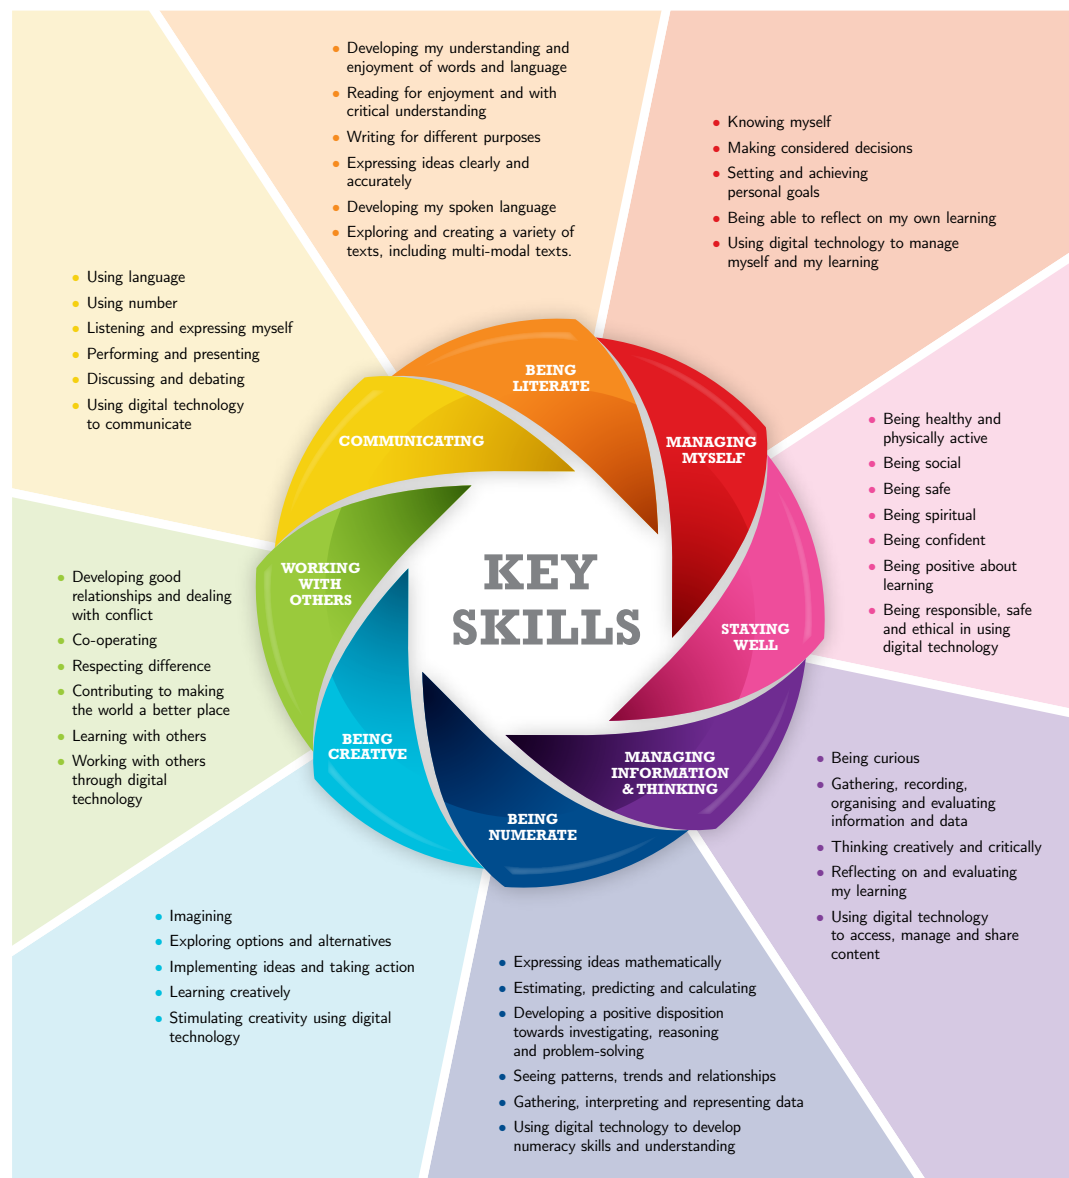 KEY
SKILLS
BEING
LITERATE
• Developing my understanding and
enjoyment of words and language
• Reading for enjoyment and with
critical understanding
• Writing for different purposes
• Expressing ideas clearly and
accurately
• Developing my spoken language
• Exploring and creating a variety of
texts, including multi-modal texts.
MANAGING
MYSELF
• Knowing myself
• Making considered decisions
• Setting and achieving
personal goals
• Being able to reflect on my own learning
• Using digital technology to manage
myself and my learning
STAYING
WELL
• Being healthy and
physically active
• Being social
• Being safe
• Being spiritual
• Being confident
• Being positive about
learning
• Being responsible, safe
and ethical in using
digital technology
MANAGING
INFORMATION
& THINKING
• Being curious
• Gathering, recording,
organising and evaluating
information and data
• Thinking creatively and critically
• Reflecting on and evaluating
my learning
• Using digital technology
to access, manage and share
content
BEING
NUMERATE
• Expressing ideas mathematically
• Estimating, predicting and calculating
• Developing a positive disposition
towards investigating, reasoning
and problem-solving
• Seeing patterns, trends and relationships
• Gathering, interpreting and representing data
• Using digital technology to develop
numeracy skills and understanding
BEING
CREATIVE
• Imagining
• Exploring options and alternatives
• Implementing ideas and taking action
• Learning creatively
• Stimulating creativity using digital
technology
WORKING
WITH
OTHERS
• Developing good
relationships and dealing
with conflict
• Co-operating
• Respecting difference
• Contributing to making
the world a better place
• Learning with others
• Working with others
through digital
technology
COMMUNICATING
• Using language
• Using number
• Listening and expressing myself
• Performing and presenting
• Discussing and debating
• Using digital technology
to communicate